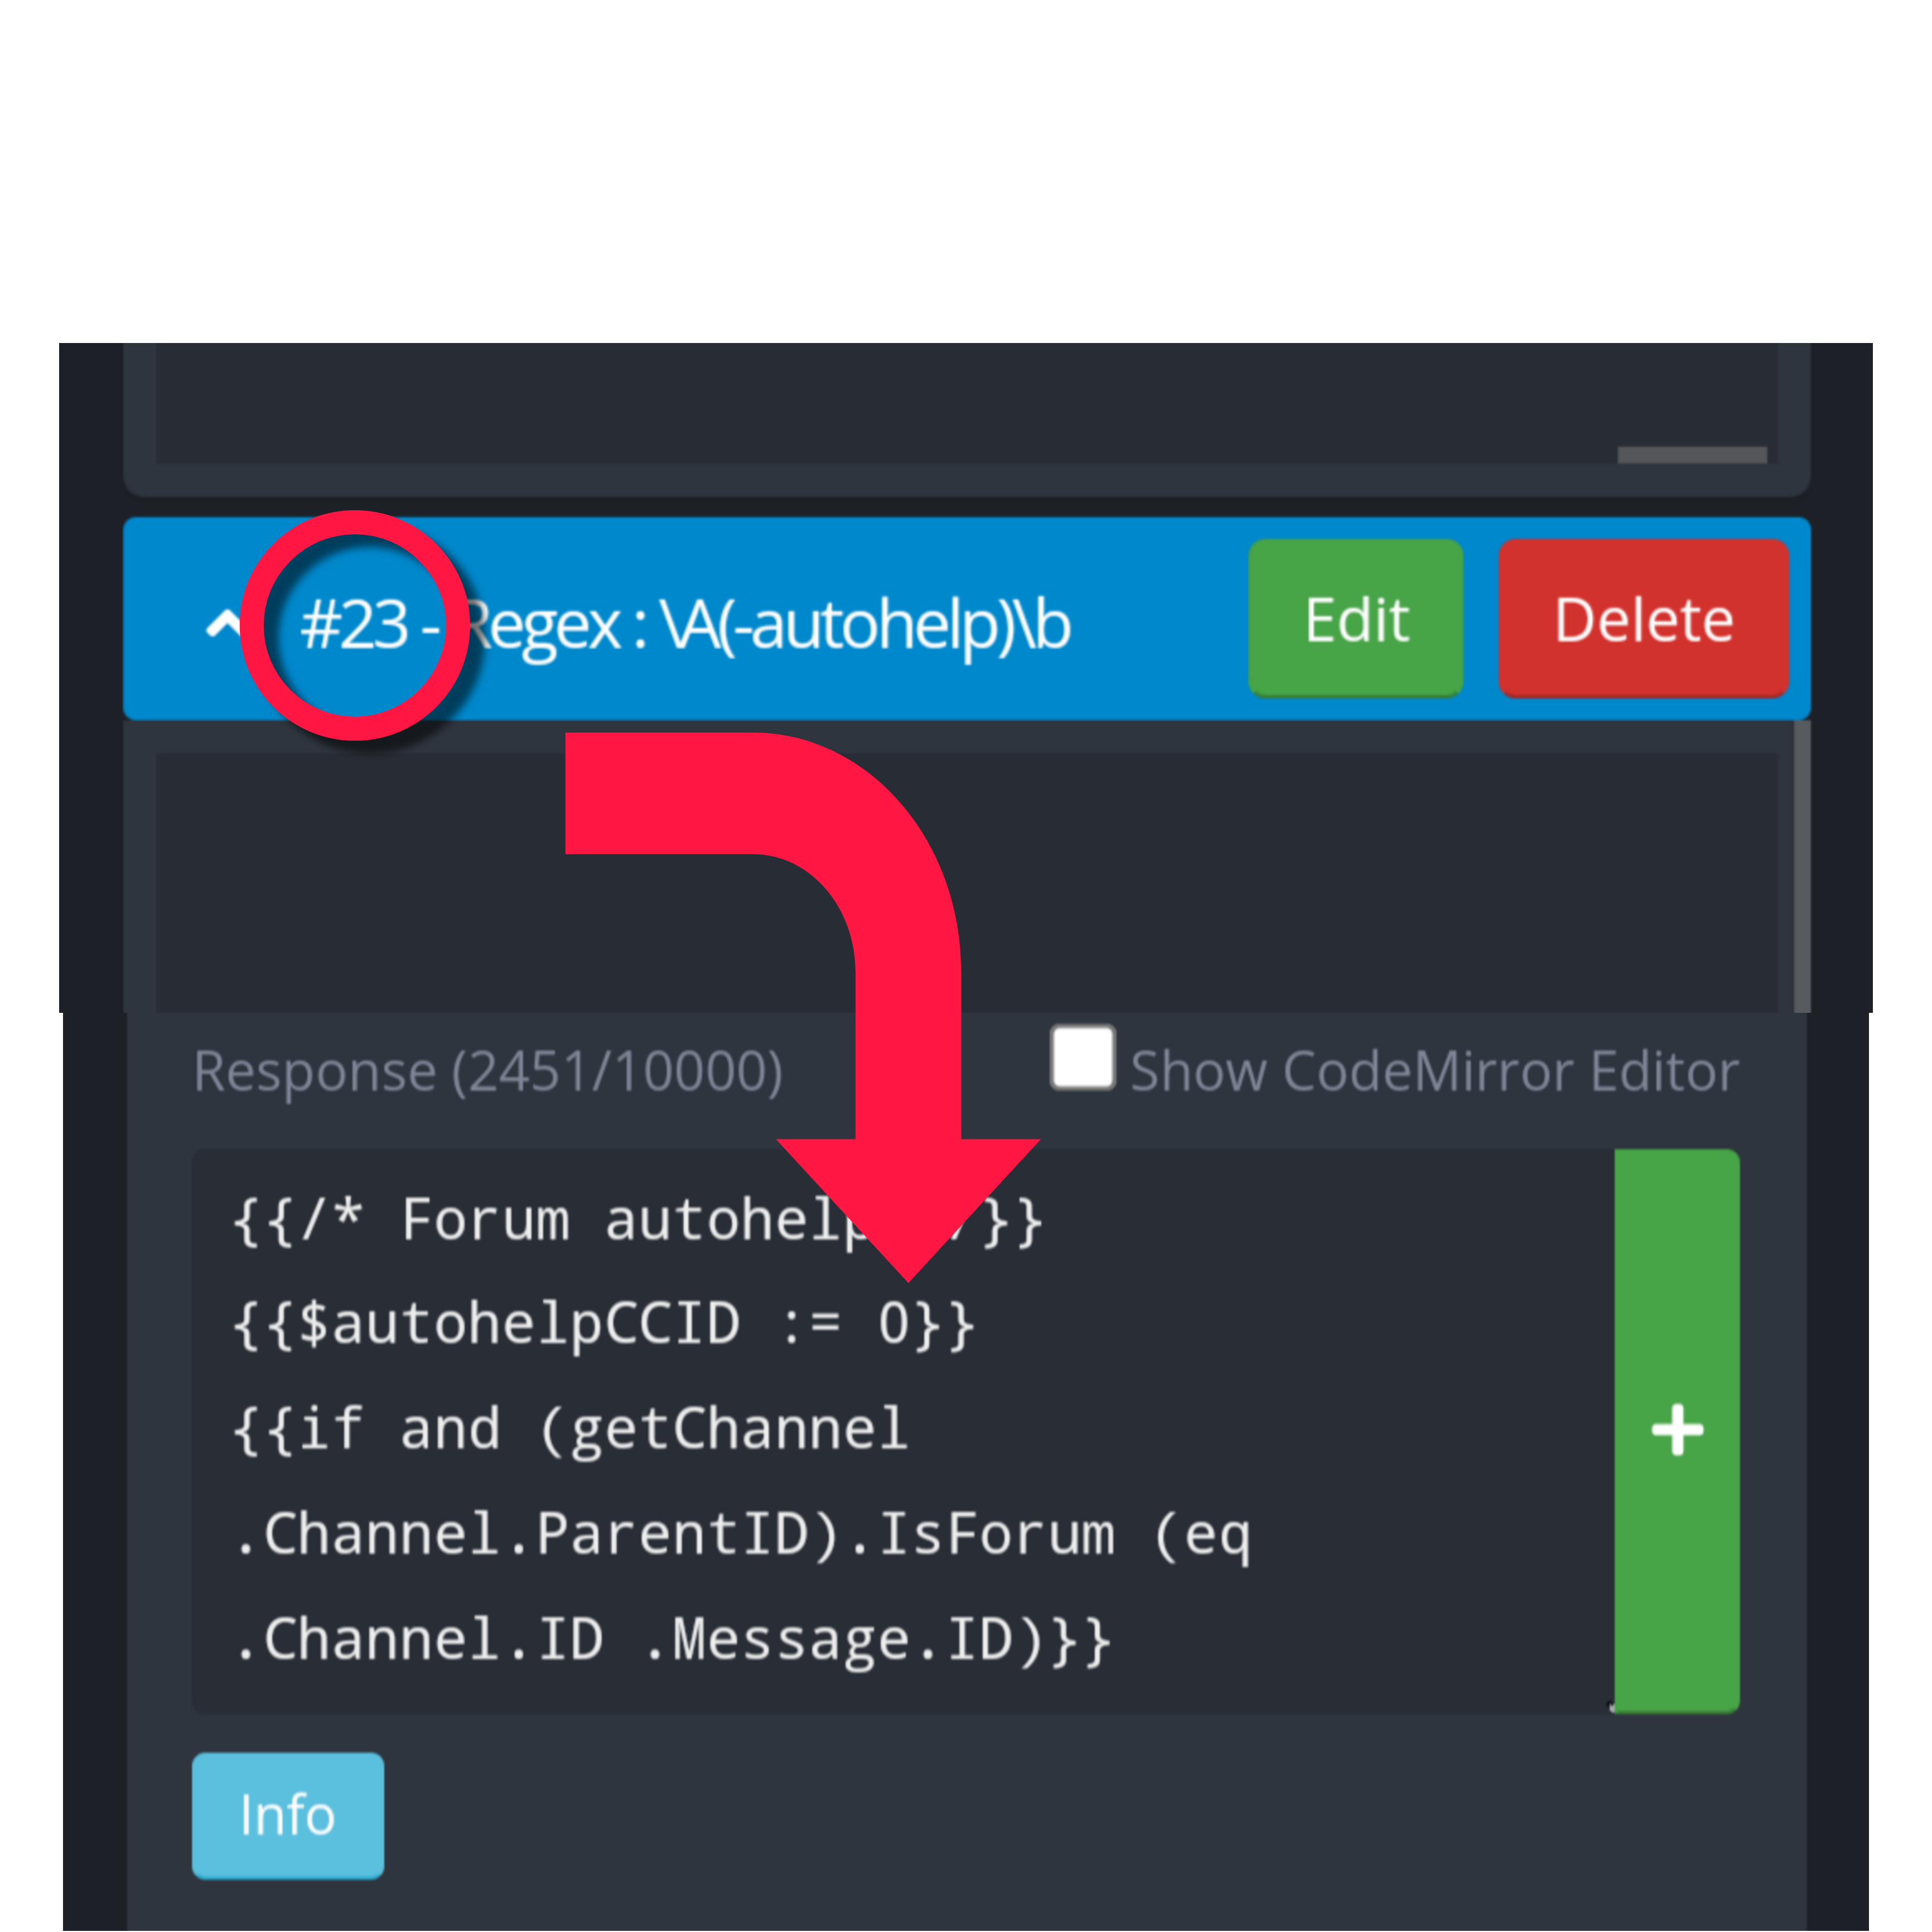 #23 - Regex : \A(-autohelp)\b
Edit
Delete
Response (2451/10000)
Show CodeMirror Editor
{{/* Forum autohelp */}}
{{$autohelpCCID := 0}}
{{if and (getChannel
.Channel.ParentID).IsForum (eq
.Channel.ID .Message.ID)}}
+
Info